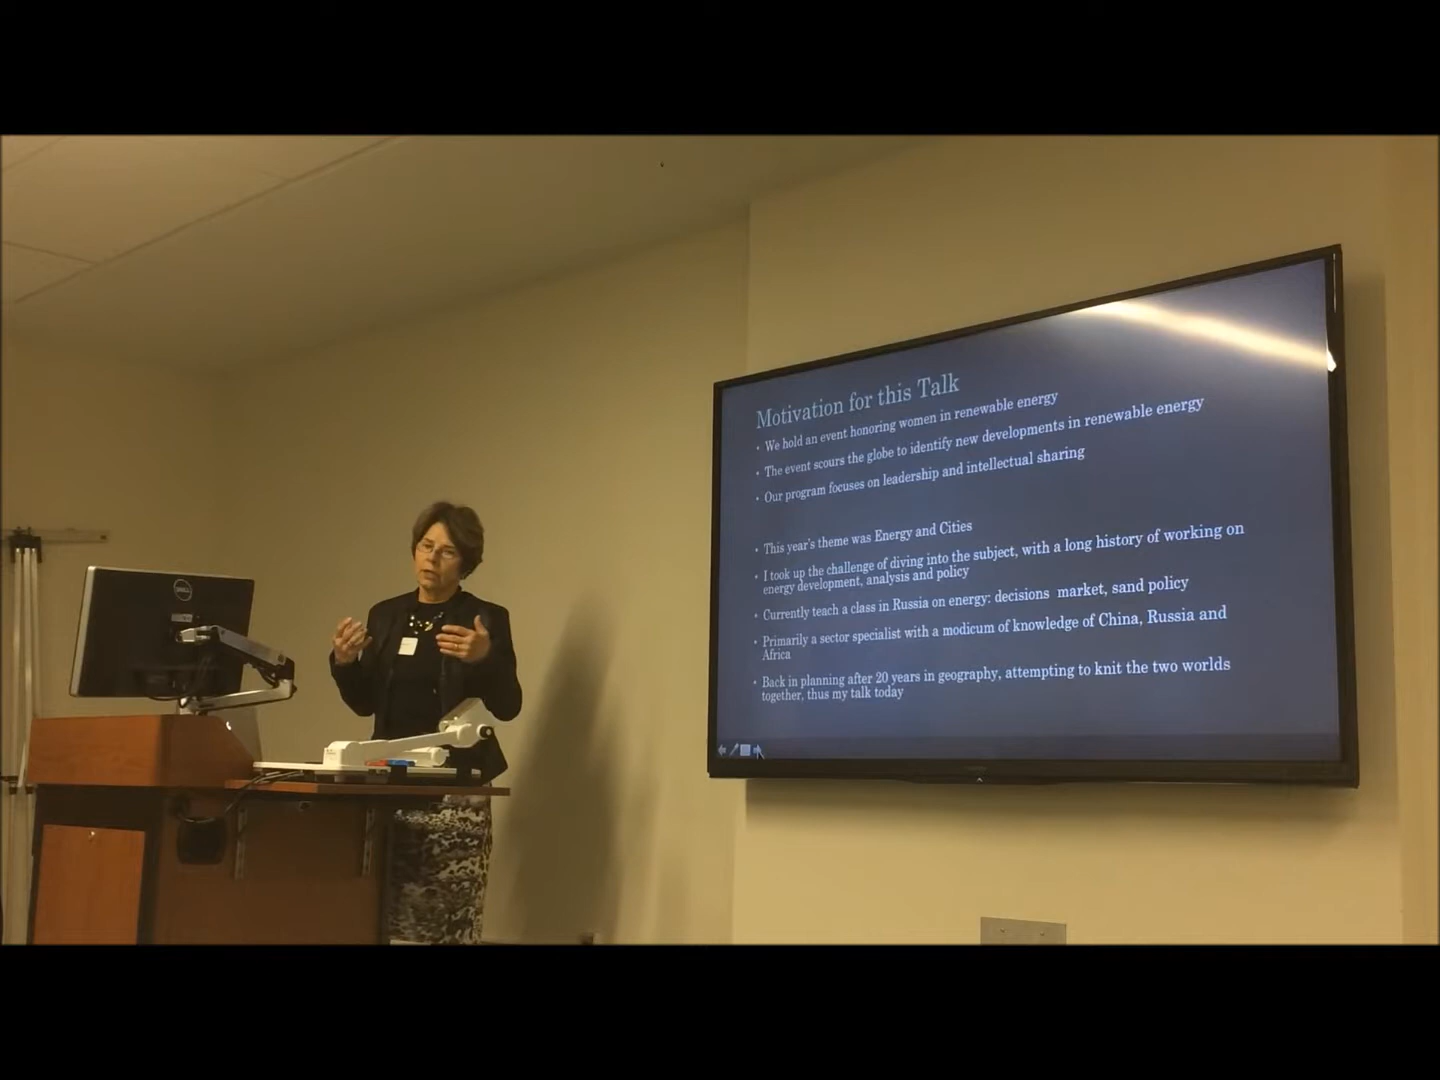 DELL
Motivation for this Talk
• We hold an event honoring women in renewable energy
• The event scours the globe to identify new developments in renewable energy
• Our program focuses on leadership and intellectual sharing
• This year's theme was Energy and Cities
• I took up the challenge of diving into the subject, with a long history of working on
energy development, analysis and policy
• Currently teach a class in Russia on energy: decisions market, sand policy
• Primarily a sector specialist with a modicum of knowledge of China, Russia and
Africa
• Back in planning after 20 years in geography, attempting to knit the two worlds
together, thus my talk today